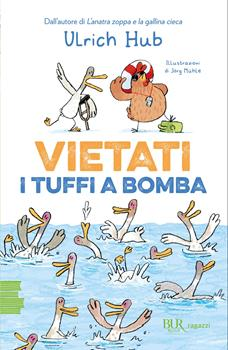 Dall'autore di L'anatra zoppa e la gallina cieca
Ulrich Hub
Illustrazioni
di Jörg Mühle
VIETATI
I TUFFI A BOMBA
BUR ragazzi
Rizzoli